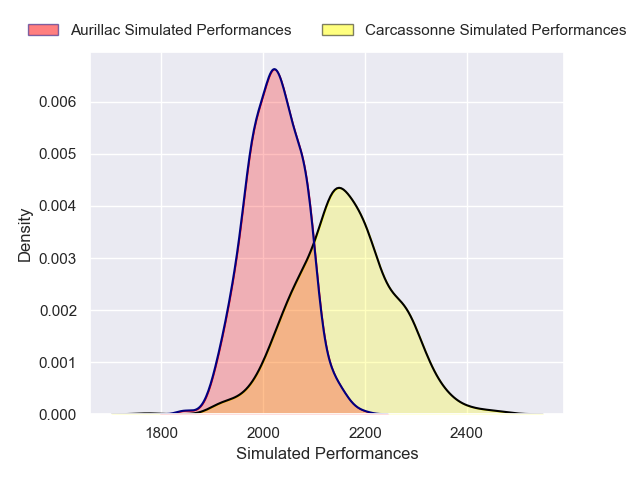 Aurillac Simulated Performances Carcassonne Simulated Performances
0.006
0.005
0.004
0.003
0.002
0.001
0.000
Density
1800 2000 2200 2400
Simulated Performances